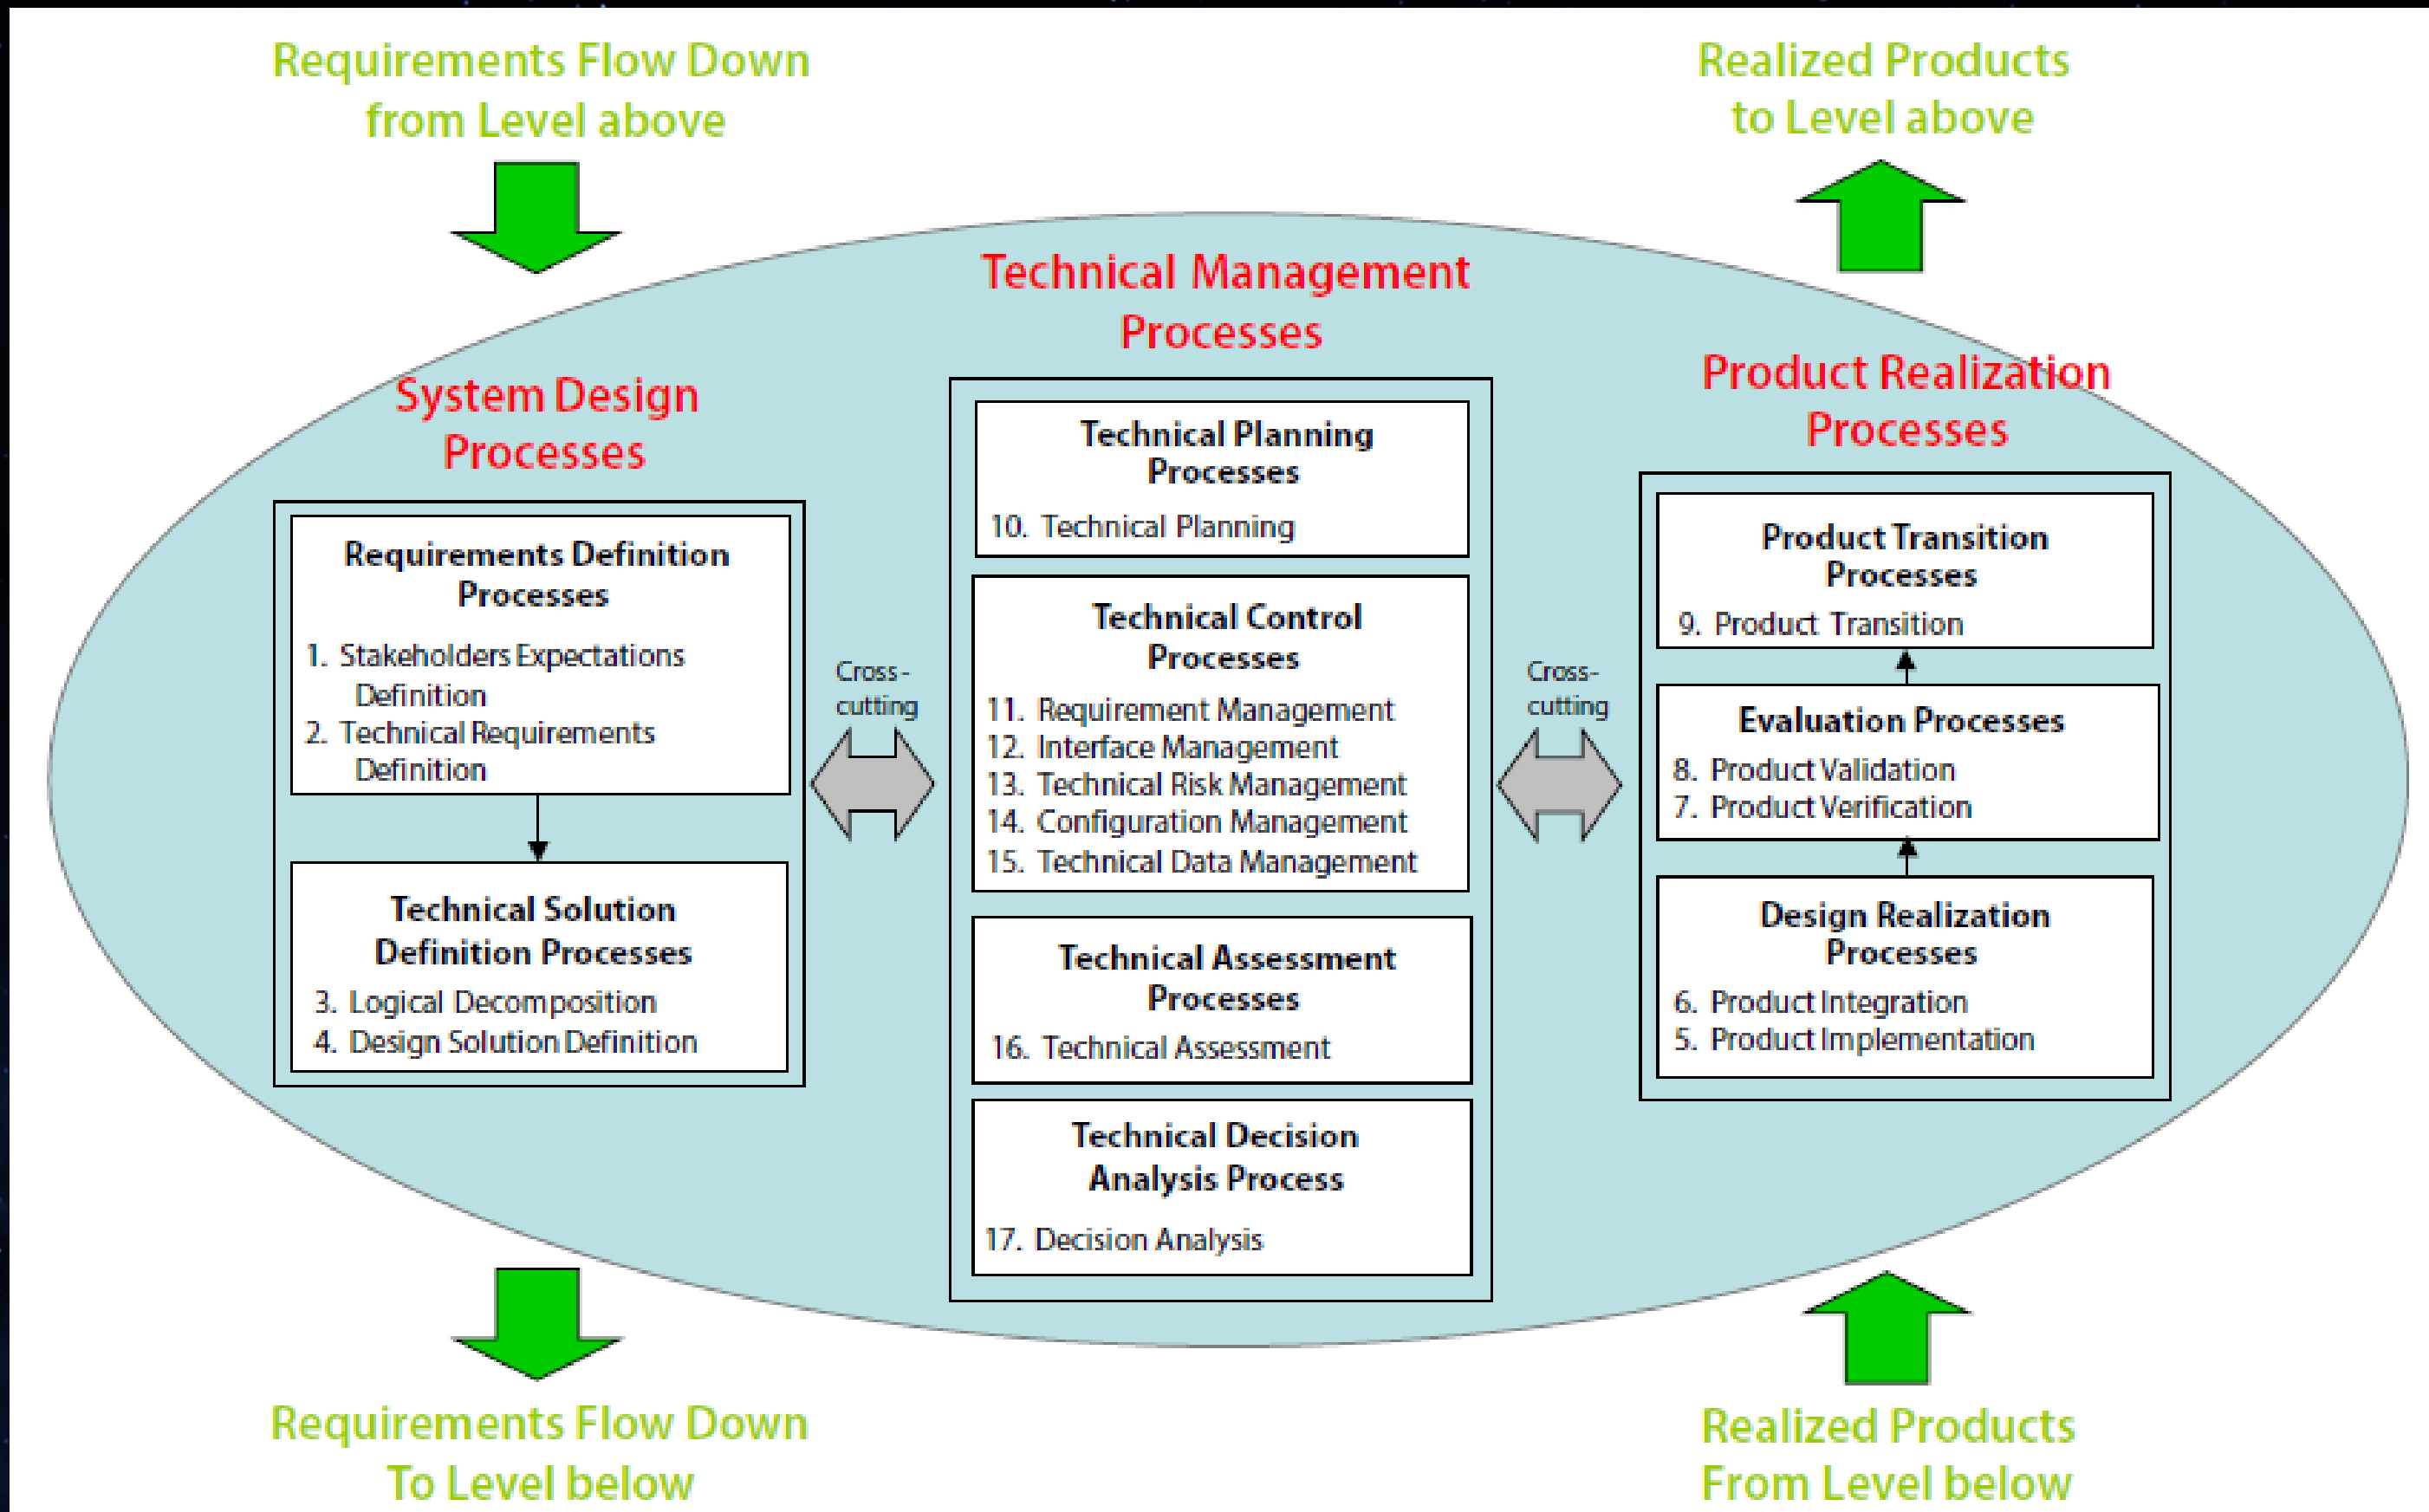 Requirements Flow Down
from Level above
Realized Products
to Level above
Technical Management
Processes
System Design
Processes
Product Realization
Processes
Requirements Definition
Processes
1. Stakeholders Expectations
Definition
2. Technical Requirements
Definition
Technical Solution
Definition Processes
3. Logical Decomposition
4. Design Solution Definition
Cross-
cutting
Technical Planning
Processes
10. Technical Planning
Technical Control
Processes
11. Requirement Management
12. Interface Management
13. Technical Risk Management
14. Configuration Management
15. Technical Data Management
Technical Assessment
Processes
16. Technical Assessment
Technical Decision
Analysis Process
17. Decision Analysis
Cross-
cutting
Product Transition
Processes
9. Product Transition
Evaluation Processes
8. Product Validation
7. Product Verification
Design Realization
Processes
6. Product Integration
5. Product Implementation
Requirements Flow Down
To Level below
Realized Products
From Level below